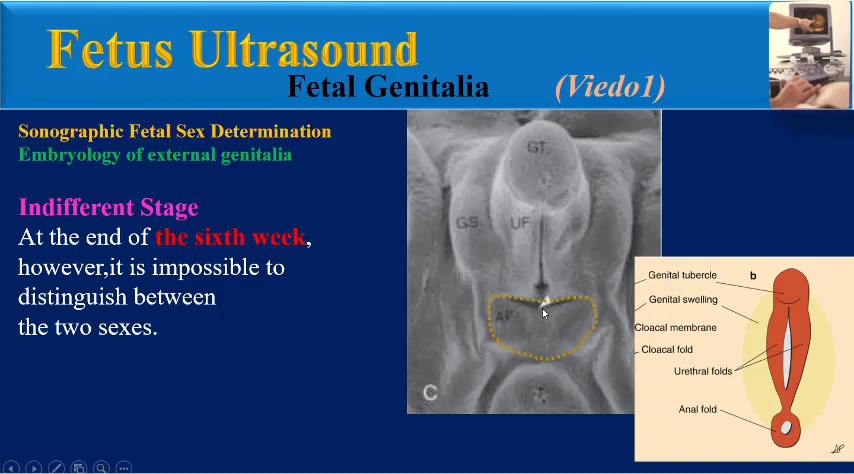 Fetus Ultrasound
Fetal Genitalia (Viedo1)
Sonographic Fetal Sex Determination
Embryology of external genitalia
Indifferent Stage
At the end of the sixth week,
however,it is impossible to
distinguish between
the two sexes.
GT
GS UF
AF
C
b
Genital tubercle
Genital swelling
Cloacal membrane
Cloacal fold
Urethral folds
Anal fold